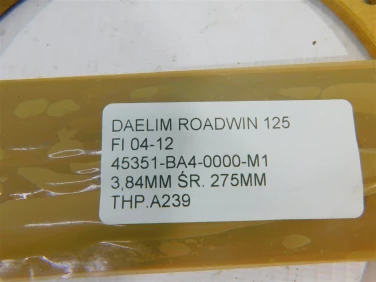 DAELIM ROADWIN 125
FI 04-12
45351-BA4-0000-M1
3,84MM ŚR. 275MM
THP.A239